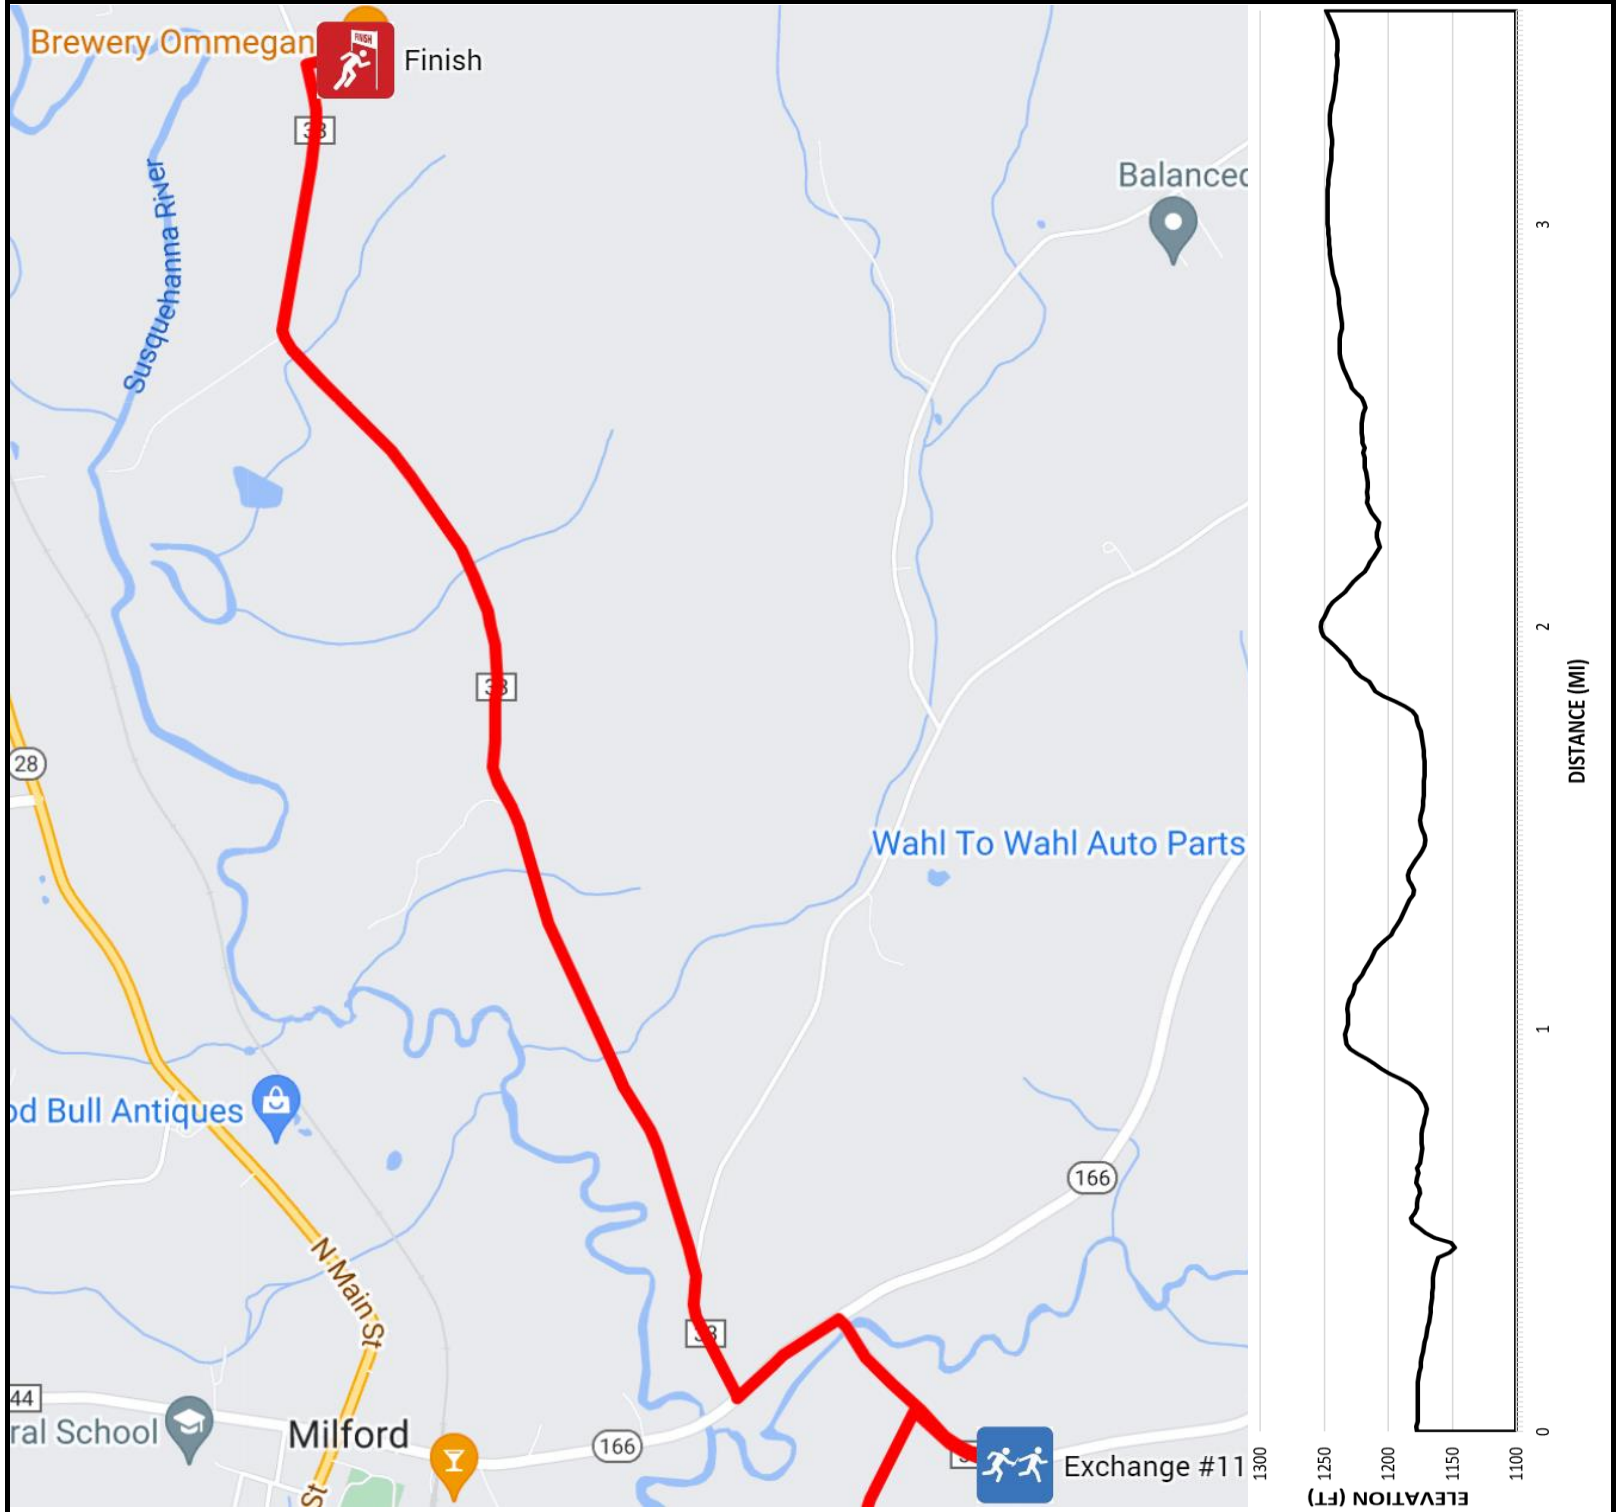 Brewery Ommegan
FINISH
Finish
33
Susquehanna River
Balanced
33
28
Wahl To Wahl Auto Parts
od Bull Antiques
166
N Main St
33
44
ral School
Milford
166
St
Exchange #11
3
2
1
0
DISTANCE (MI)
1300
1250
1200
1150
1100
ELEVATION (FT)